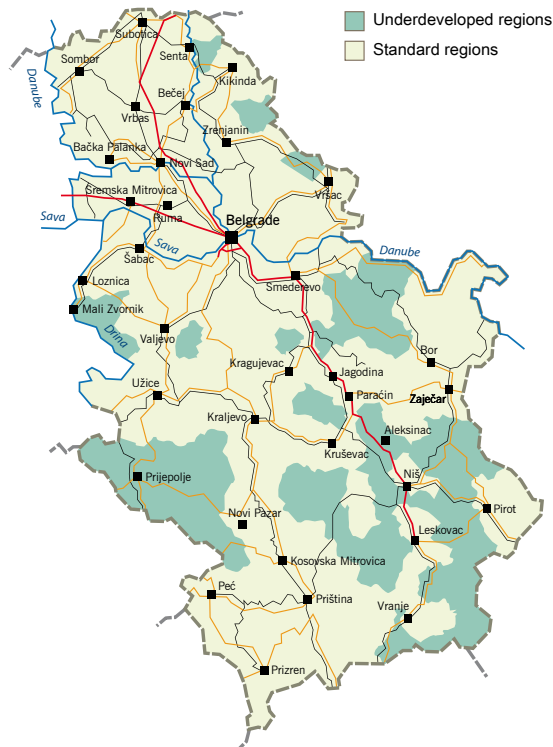 Underdeveloped regions
Standard regions
Subotica
Senta
Sombor
Danube
Kikinda
Bečej
Vrbas
Zrenjanin
Bačka Palanka
Novi Sad
Vršac
Sremska Mitrovica
Ruma
Sava
Belgrade
Sava
Danube
Šabac
Loznica
Smederevo
Mali Zvornik
Drina
Valjevo
Bor
Kragujevac
Jagodina
Užice
Paraćin
Zaječar
Kraljevo
Aleksinac
Kruševac
Prijepolje
Niš
Novi Pazar
Pirot
Leskovac
Kosovska Mitrovica
Peć
Priština
Vranje
Prizren